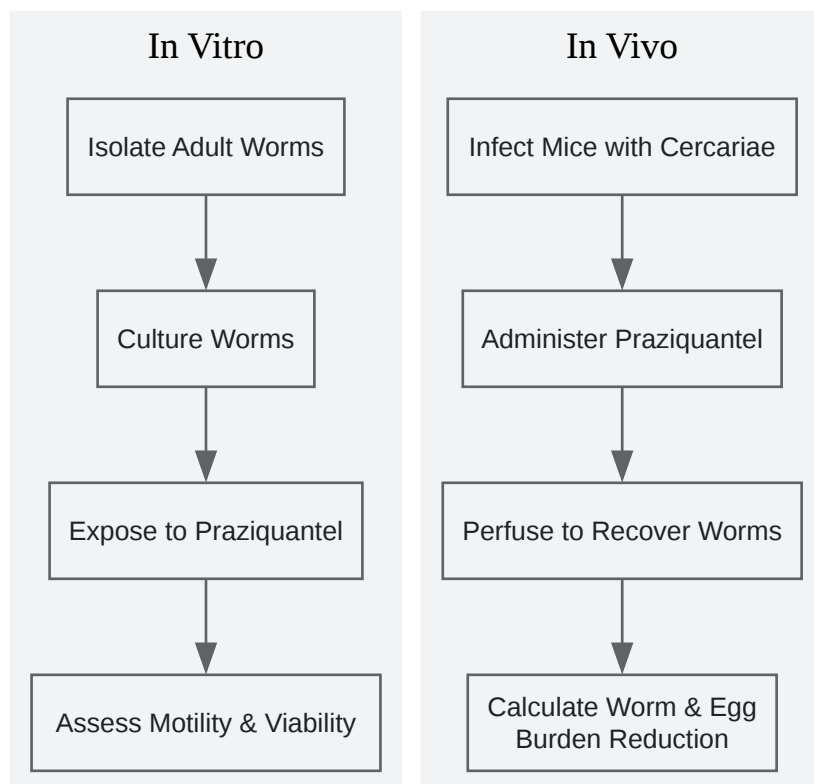 In Vitro
Isolate Adult Worms
Culture Worms
Expose to Praziquantel
Assess Motility & Viability
In Vivo
Infect Mice with Cercariae
Administer Praziquantel
Perfuse to Recover Worms
Calculate Worm & Egg
Burden Reduction